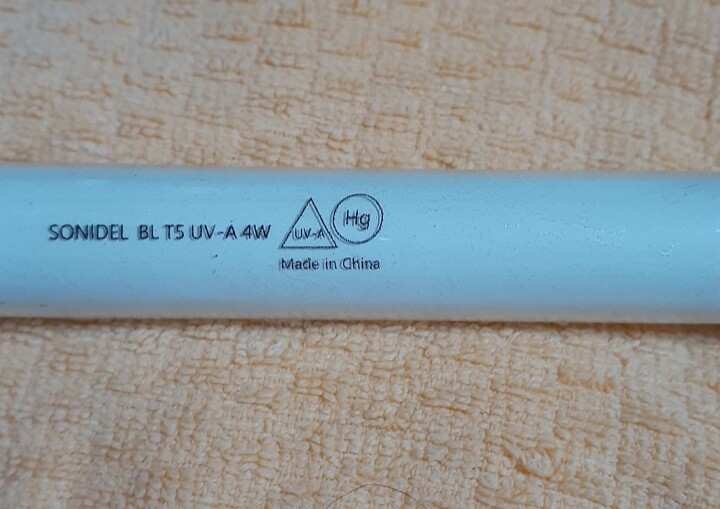 SONIDEL BL T5 UV-A 4W UV-A Hg
Made in China